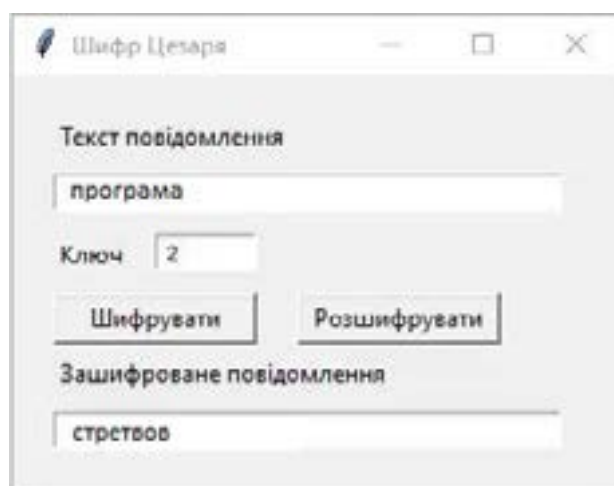 Шифр Цезаря
Текст повідомлення
програма
Ключ 2
Шифрувати Розшифрувати
Зашифроване повідомлення
стретвов